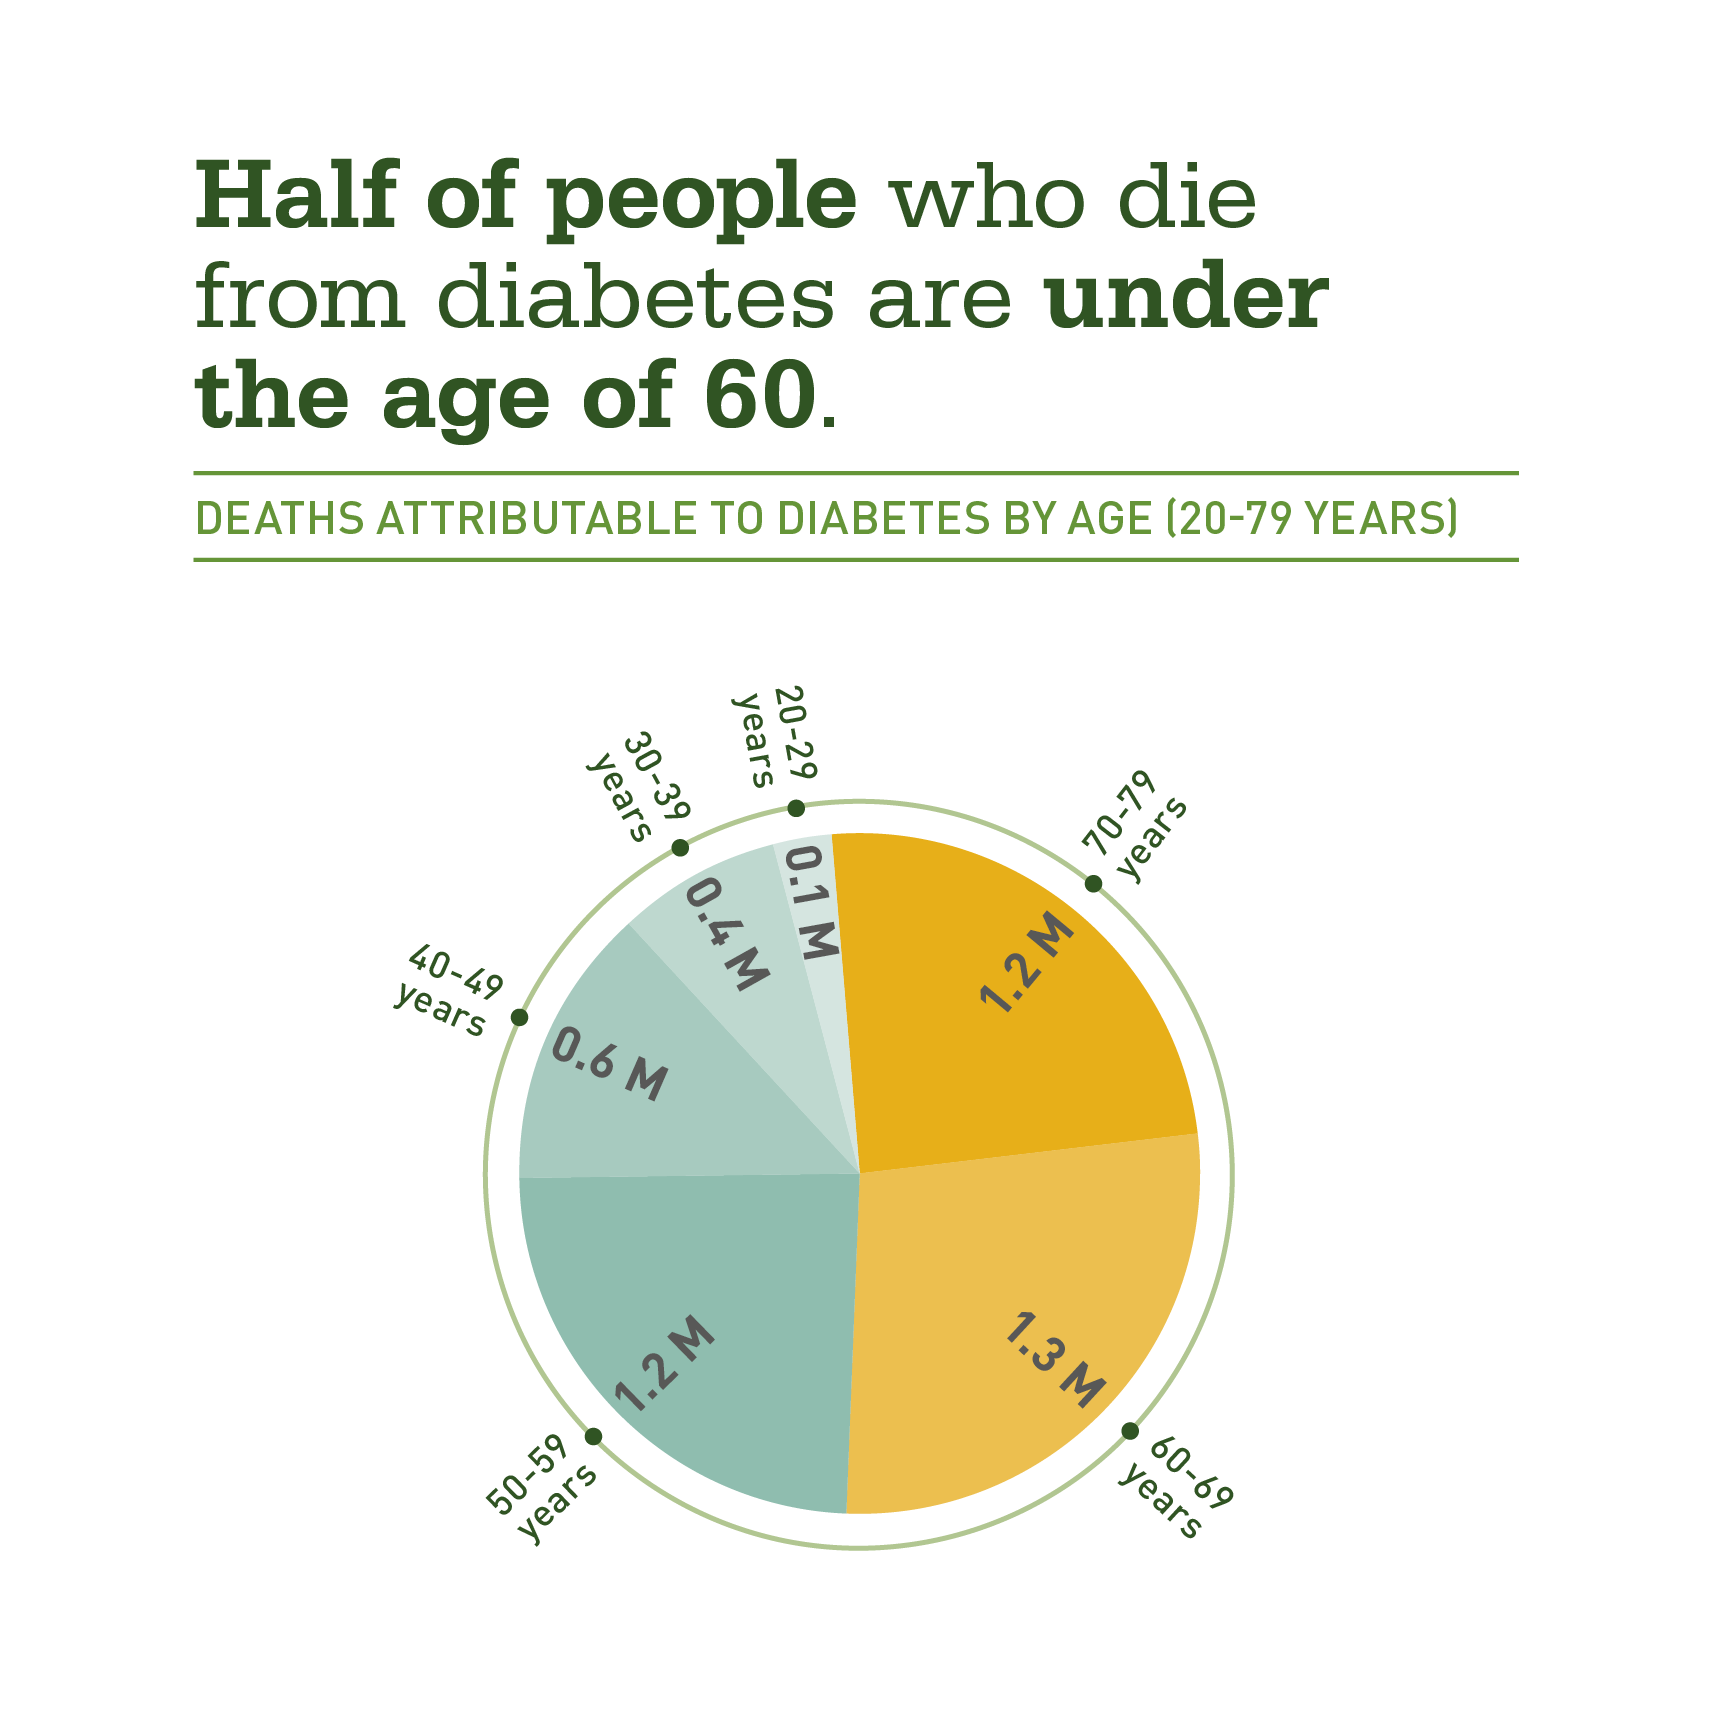 Half of people who die
from diabetes are under
the age of 60.
DEATHS ATTRIBUTABLE TO DIABETES BY AGE (20-79 YEARS)
20-29
years
0.1 M
30-39
years
0.4 M
40-49
years
0.6 M
50-59
years
1.2 M
60-69
years
1.3 M
70-79
years
1.2 M